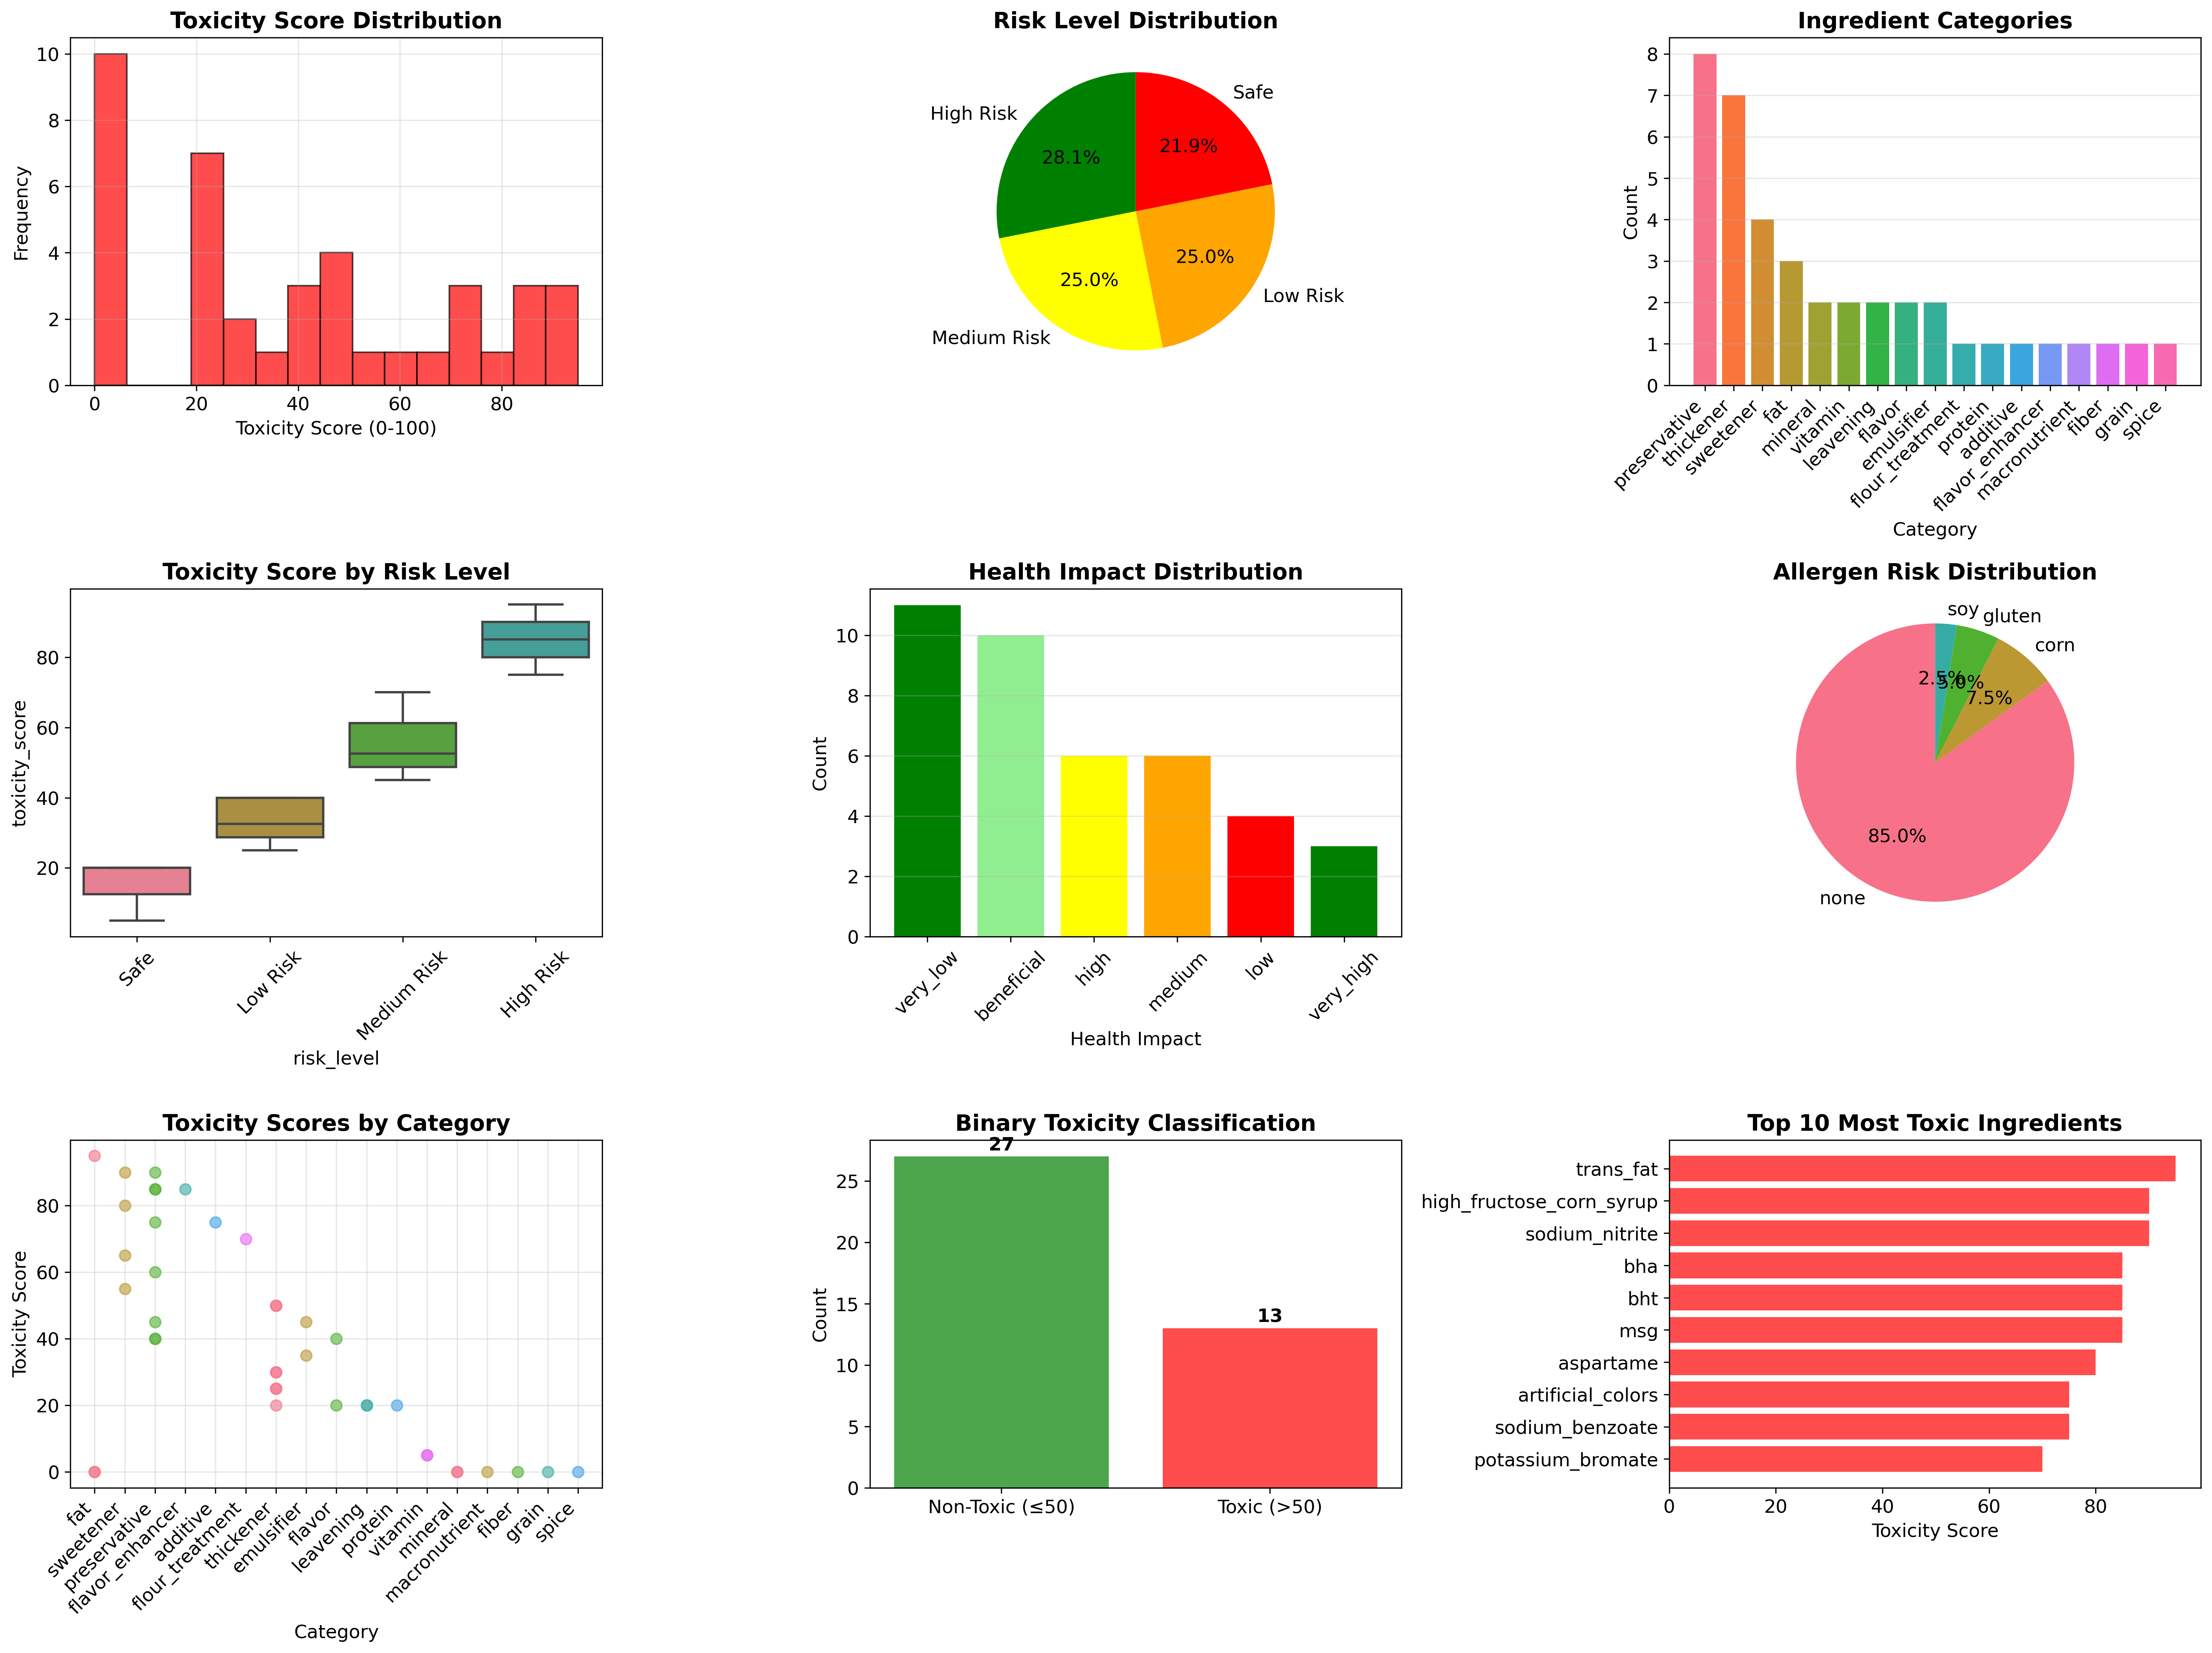 Toxicity Score Distribution
10
8
6
4
2
0
Frequency
0 20 40 60 80
Toxicity Score (0-100)
Risk Level Distribution
Safe
High Risk
21.9%
28.1%
25.0%
25.0%
Low Risk
Medium Risk
Ingredient Categories
8
7
6
5
4
3
2
1
0
Count
preservative
thickener
sweetener
fat
mineral
vitamin
leavening
flavor
emulsifier
flour_treatment
protein
additive
flavor_enhancer
macronutrient
fiber
grain
spice
Category
Toxicity Score by Risk Level
80
60
40
20
toxicity_score
Safe
Low Risk
Medium Risk
High Risk
risk_level
Health Impact Distribution
10
8
6
4
2
0
Count
very_low
beneficial
high
medium
low
very_high
Health Impact
Allergen Risk Distribution
soy
gluten
corn
2.5%
5.0%
7.5%
85.0%
none
Toxicity Scores by Category
80
60
40
20
0
Toxicity Score
fat
sweetener
preservative
flavor_enhancer
additive
flour_treatment
thickener
emulsifier
flavor
leavening
protein
vitamin
mineral
macronutrient
fiber
grain
spice
Category
Binary Toxicity Classification
27
13
25
20
15
10
5
0
Count
Non-Toxic (≤50)
Toxic (>50)
Top 10 Most Toxic Ingredients
trans_fat
high_fructose_corn_syrup
sodium_nitrite
bha
bht
msg
aspartame
artificial_colors
sodium_benzoate
potassium_bromate
0 20 40 60 80
Toxicity Score